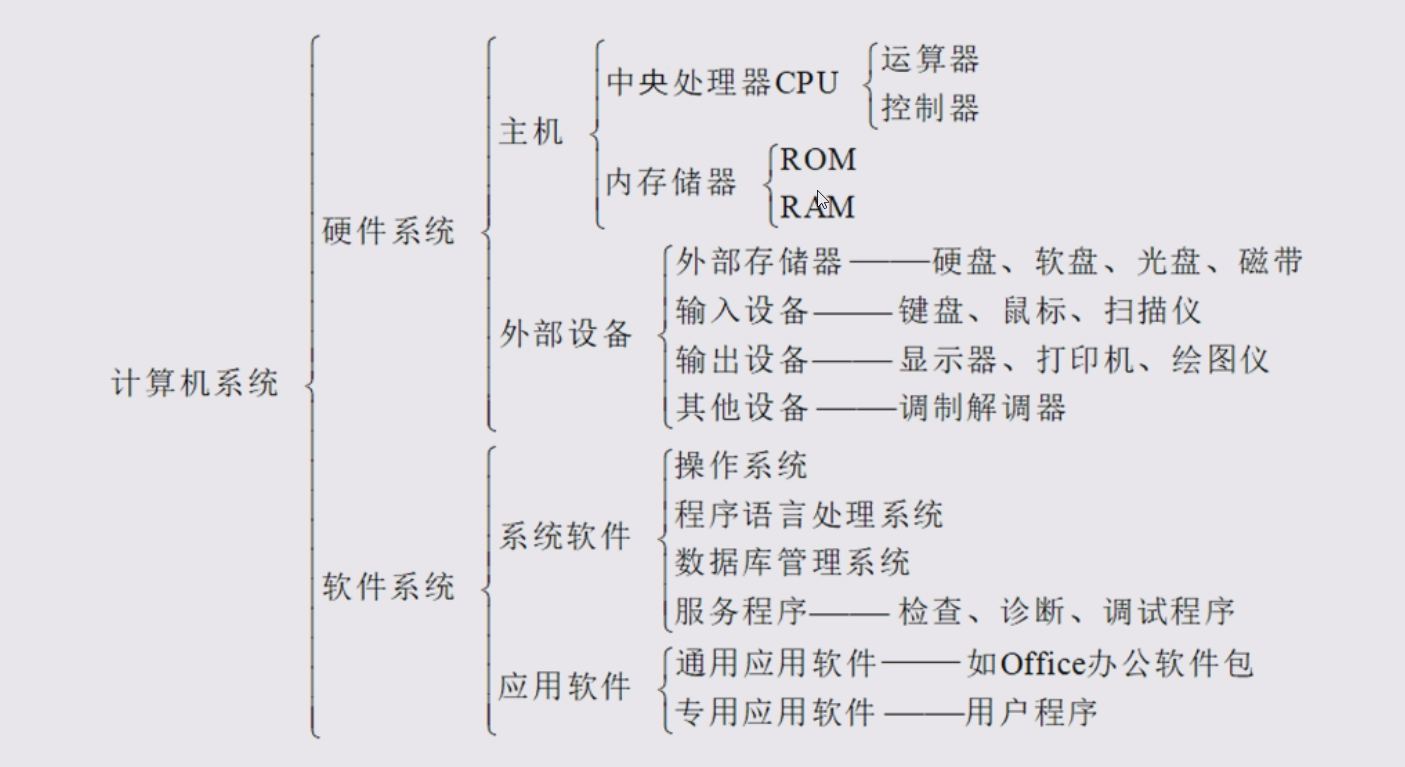 运算器
中央处理器CPU
控制器
主机
ROM
内存储器
RAM
硬件系统
外部存储器——硬盘、软盘、光盘、磁带
输入设备——键盘、鼠标、扫描仪
外部设备
输出设备——显示器、打印机、绘图仪
其他设备——调制解调器
计算机系统
操作系统
程序语言处理系统
系统软件
数据库管理系统
服务程序——检查、诊断、调试程序
软件系统
通用应用软件——如Office办公软件包
应用软件
专用应用软件——用户程序